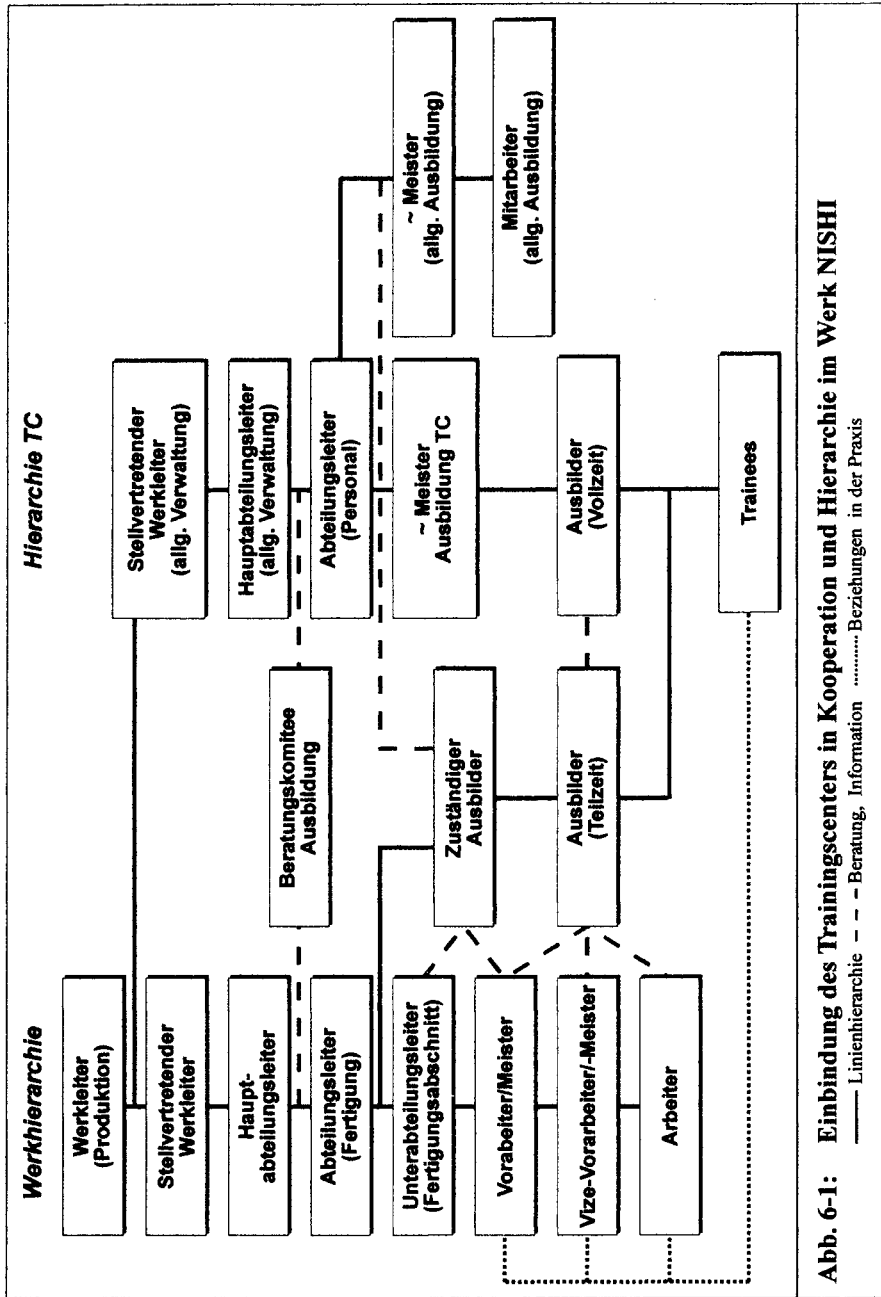 Werkhierarchie
Hierarchie TC
Werkleiter
(Produktion)
Stellvertretender
Werkleiter
Haupt-
abteilungsleiter
Abteilungsleiter
(Fertigung)
Unterabteilungsleiter
(Fertigungsabschnitt)
Vorabeiter/Meister
Vize-Vorarbeiter/-Meister
Arbeiter
Beratungskomitee
Ausbildung
Zuständiger
Ausbilder
Ausbilder
(Teilzeit)
Stellvertretender
Werkleiter
(allg. Verwaltung)
Hauptabteilungsleiter
(allg. Verwaltung)
Abteilungsleiter
(Personal)
~ Meister
Ausbildung TC
Ausbilder
(Vollzeit)
Trainees
~ Meister
(allg. Ausbildung)
Mitarbeiter
(allg. Ausbildung)
Abb. 6-1: Einbindung des Trainingscenters in Kooperation und Hierarchie im Werk NISHI
—— Linienhierarchie – – – Beratung, Information ............ Beziehungen in der Praxis